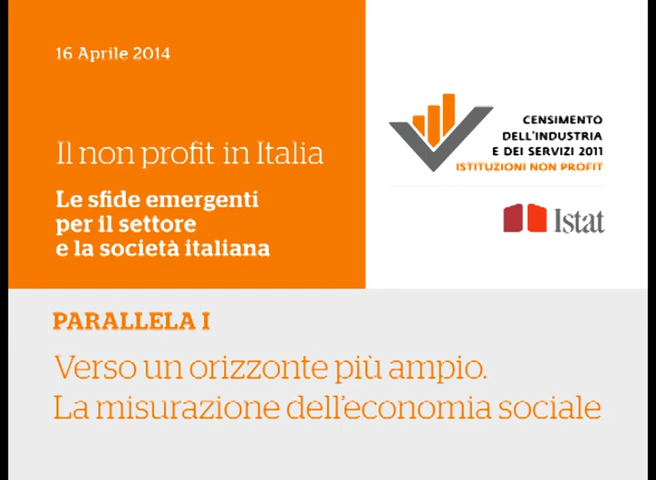 16 Aprile 2014
Il non profit in Italia
Le sfide emergenti
per il settore
e la società italiana
CENSIMENTO
DELL'INDUSTRIA
E DEI SERVIZI 2011
ISTITUZIONI NON PROFIT
Istat
PARALLELA I
Verso un orizzonte più ampio.
La misurazione dell'economia sociale